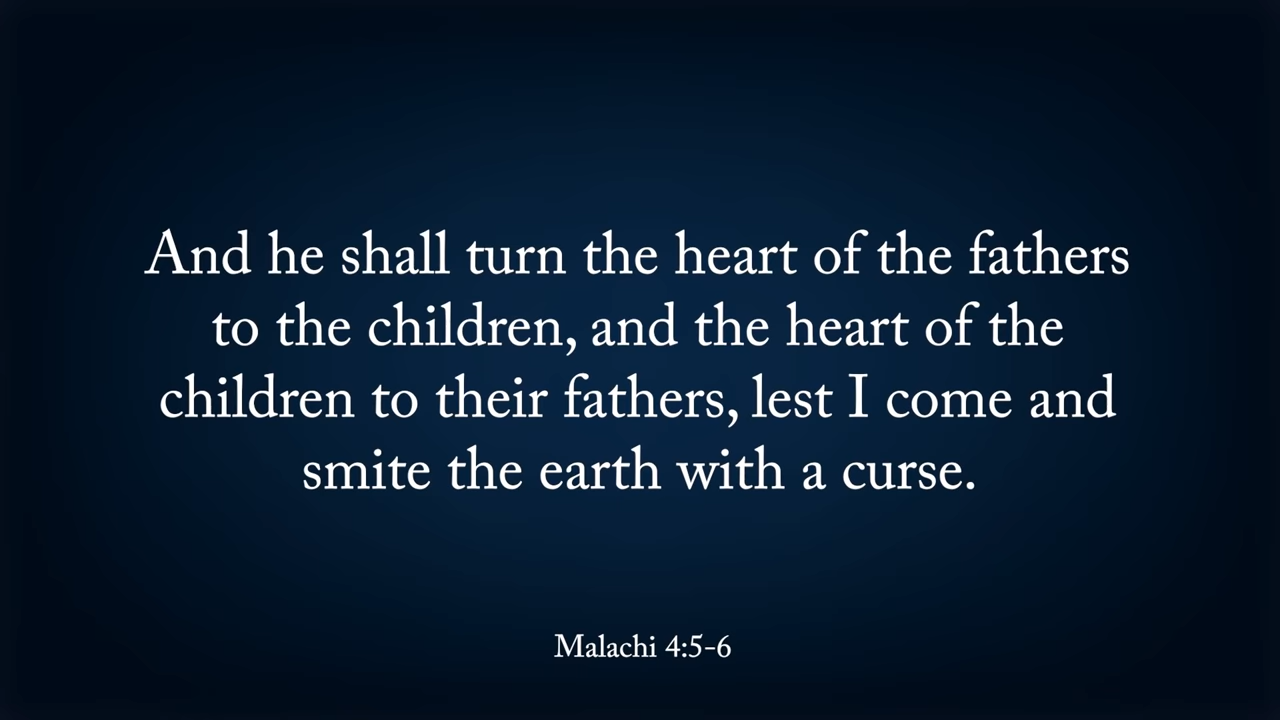 And he shall turn the heart of the fathers
to the children, and the heart of the
children to their fathers, lest I come and
smite the earth with a curse.
Malachi 4:5-6